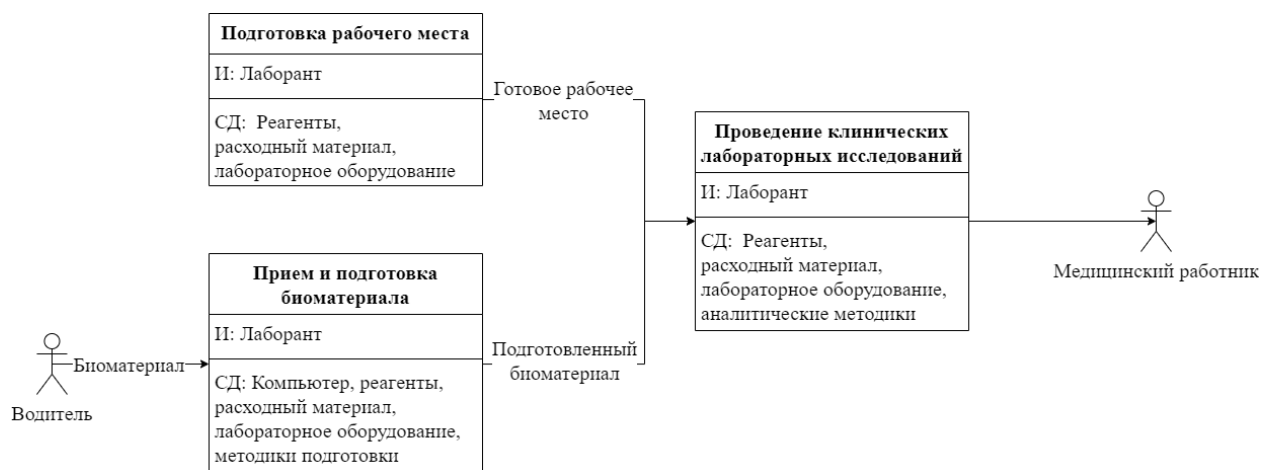 Подготовка рабочего места
И: Лаборант
СД:  Реагенты,
расходный материал,
лабораторное оборудование
Готовое рабочее
место
Прием и подготовка
биоматериала
И: Лаборант
СД: Компьютер, реагенты,
расходный материал,
лабораторное оборудование,
методики подготовки
Биоматериал
Водитель
Подготовленный
биоматериал
Проведение клинических
лабораторных исследований
И: Лаборант
СД:  Реагенты,
расходный материал,
лабораторное оборудование,
аналитические методики
Медицинский работник